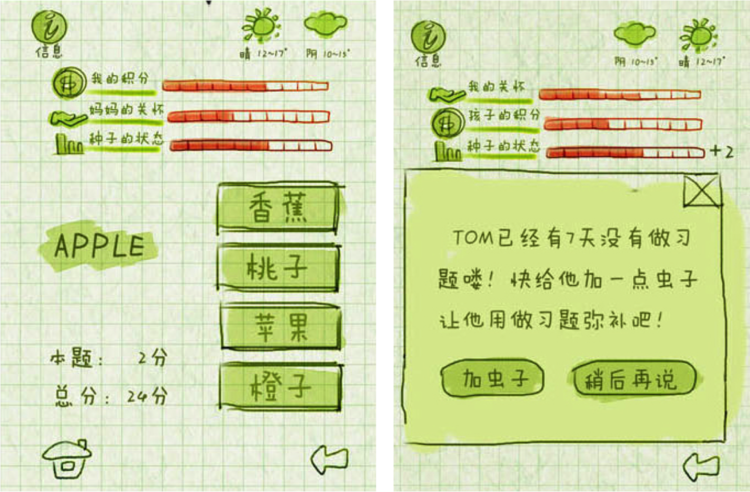 信息
晴 12~17°
阴 10~15°
我的积分
妈妈的关怀
种子的状态
香蕉
桃子
APPLE
苹果
橙子
本题: 2分
总分: 24分
信息
阴 10~15°
晴 12~17°
我的关怀
孩子的积分
种子的状态
+2
TOM已经有7天没有做习
题喽！快给他加一点虫子
让他用做习题弥补吧！
加虫子
稍后再说